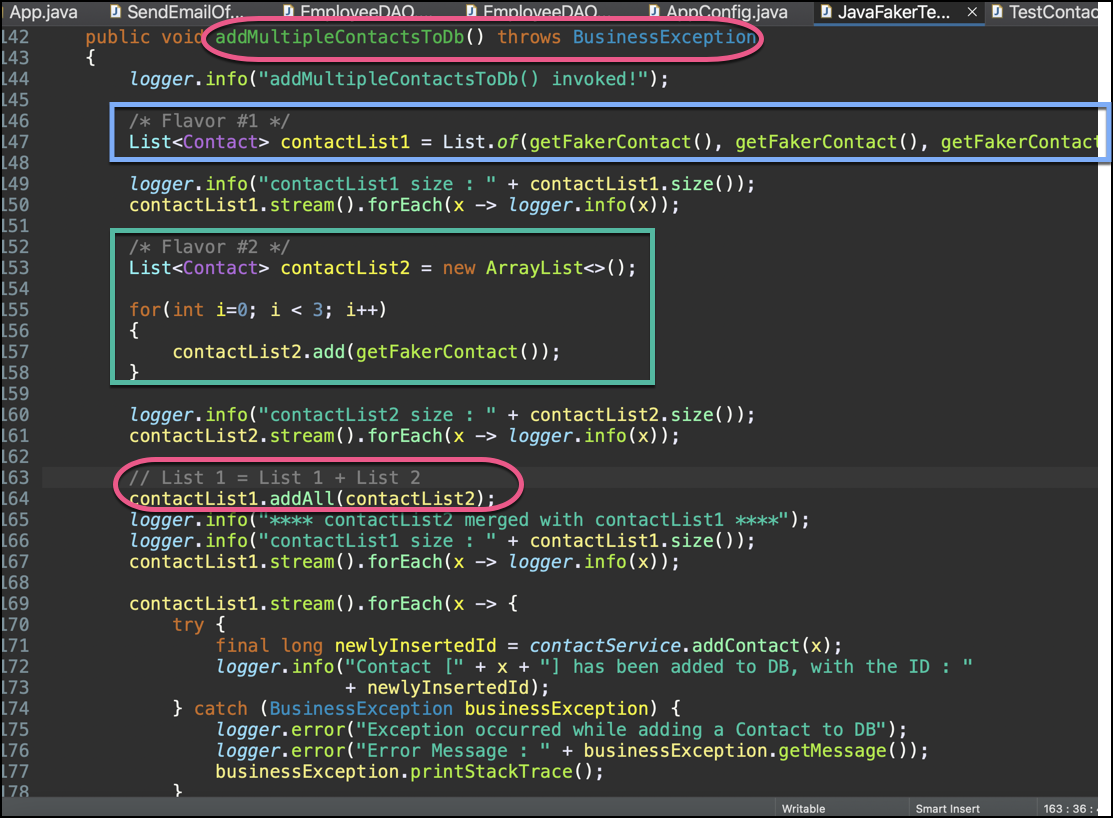 App.java SendEmailOf... EmployeeDAO... EmployeeDAO... AppConfig.java JavaFakerTe... × TestContac
142 public void addMultipleContactsToDb() throws BusinessException
143 {
144 logger.info("addMultipleContactsToDb() invoked!");
145
146 /* Flavor #1 */
147 List<Contact> contactList1 = List.of(getFakerContact(), getFakerContact(), getFakerContact
148
149 logger.info("contactList1 size : " + contactList1.size());
150 contactList1.stream().forEach(x -> logger.info(x));
151
152 /* Flavor #2 */
153 List<Contact> contactList2 = new ArrayList<>();
154
155 for(int i=0; i < 3; i++)
156 {
157 contactList2.add(getFakerContact());
158 }
159
160 logger.info("contactList2 size : " + contactList2.size());
161 contactList2.stream().forEach(x -> logger.info(x));
162
163 // List 1 = List 1 + List 2
164 contactList1.addAll(contactList2);
165 logger.info("**** contactList2 merged with contactList1 ****");
166 logger.info("contactList1 size : " + contactList1.size());
167 contactList1.stream().forEach(x -> logger.info(x));
168
169 contactList1.stream().forEach(x -> {
170 try {
171 final long newlyInsertedId = contactService.addContact(x);
172 logger.info("Contact [" + x + "] has been added to DB, with the ID : "
173 + newlyInsertedId);
174 } catch (BusinessException businessException) {
175 logger.error("Exception occurred while adding a Contact to DB");
176 logger.error("Error Message : " + businessException.getMessage());
177 businessException.printStackTrace();
178 }
Writable Smart Insert 163 : 36 :